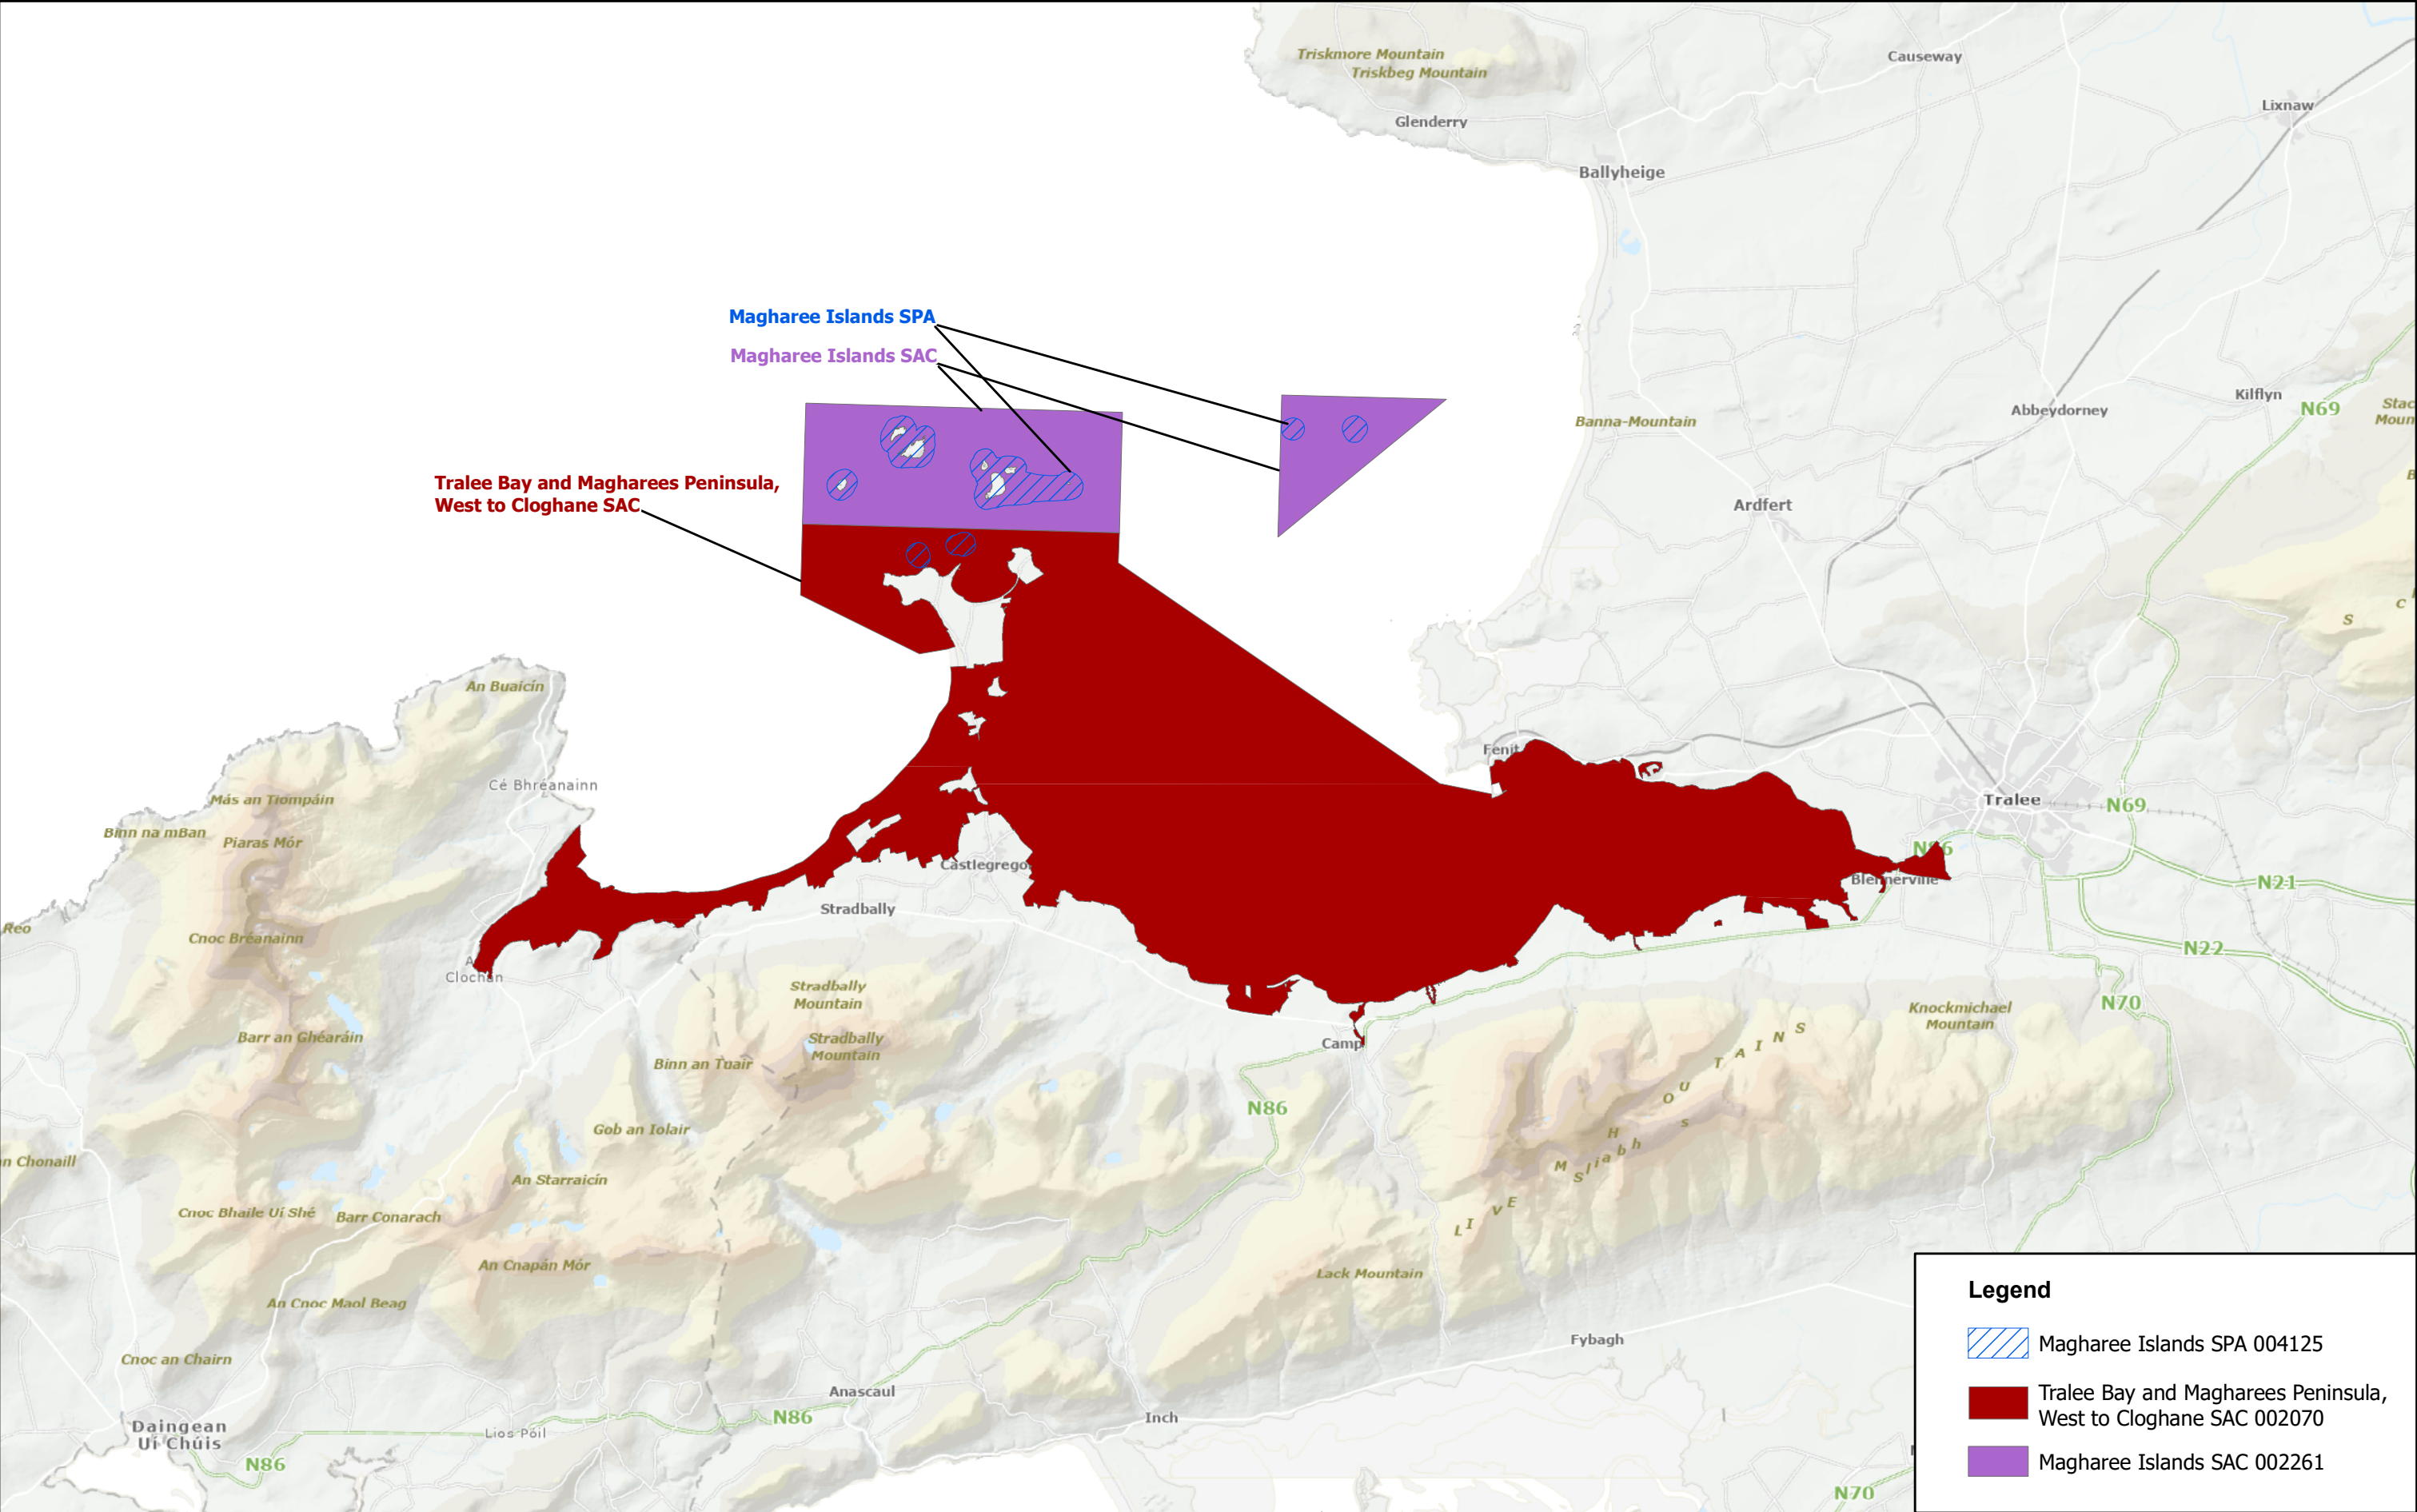 Triskmore Mountain
Triskbeg Mountain
Causeway
Lixnaw
Glenderry
Ballyheige
Magharee Islands SPA
Magharee Islands SAC
Kilflyn
N69
Abbeydorney
Banna-Mountain
Tralee Bay and Magharees Peninsula,
West to Cloghane SAC
Ardfert
S C
An Buaicín
Fenit
Cé Bhréanainn
Más an Tiompáin
Tralee
N69
Binn na mBan
Piaras Mór
N86
Castlegrego
Blennerville
N21
Stradbally
Cnoc Bréanainn
N22
Clochán
Stradbally
Mountain
N70
Knockmichael
Mountain
Barr an Ghéaráin
Stradbally
Mountain
Camp
Binn an Tuair
N86
Gob an Iolair
SLIVE MISH MOUNTAINS
Sliabh
An Starraicín
Cnoc Bhaile Uí Shé
Barr Conarach
An Cnapán Mór
Lack Mountain
An Cnoc Maol Beag
Fybagh
Cnoc an Chairn
Anascaul
Inch
N86
Daingean
Uí Chúis
Lios Póil
N86
N70
Legend
Magharee Islands SPA 004125
Tralee Bay and Magharees Peninsula,
West to Cloghane SAC 002070
Magharee Islands SAC 002261